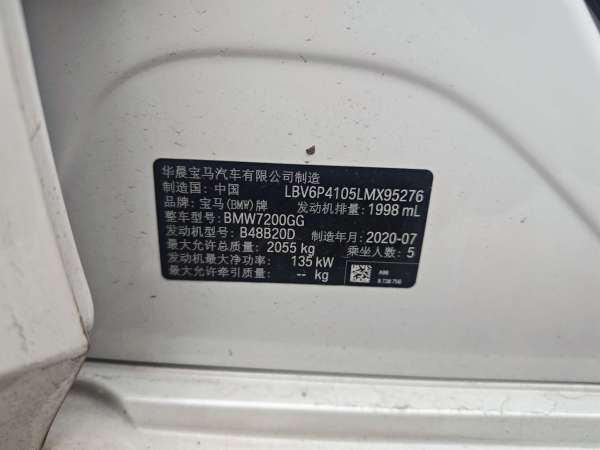 华晨宝马汽车有限公司制造
制造国: 中国 LBV6P4105LMX95276
品牌: 宝马(BMW)牌 发动机排量: 1998 mL
整车型号: BMW7200GG
发动机型号: B48B20D 制造年月: 2020-07
最大允许总质量: 2055 kg 乘坐人数: 5
发动机最大净功率: 135 kW
最大允许牵引质量: -- kg